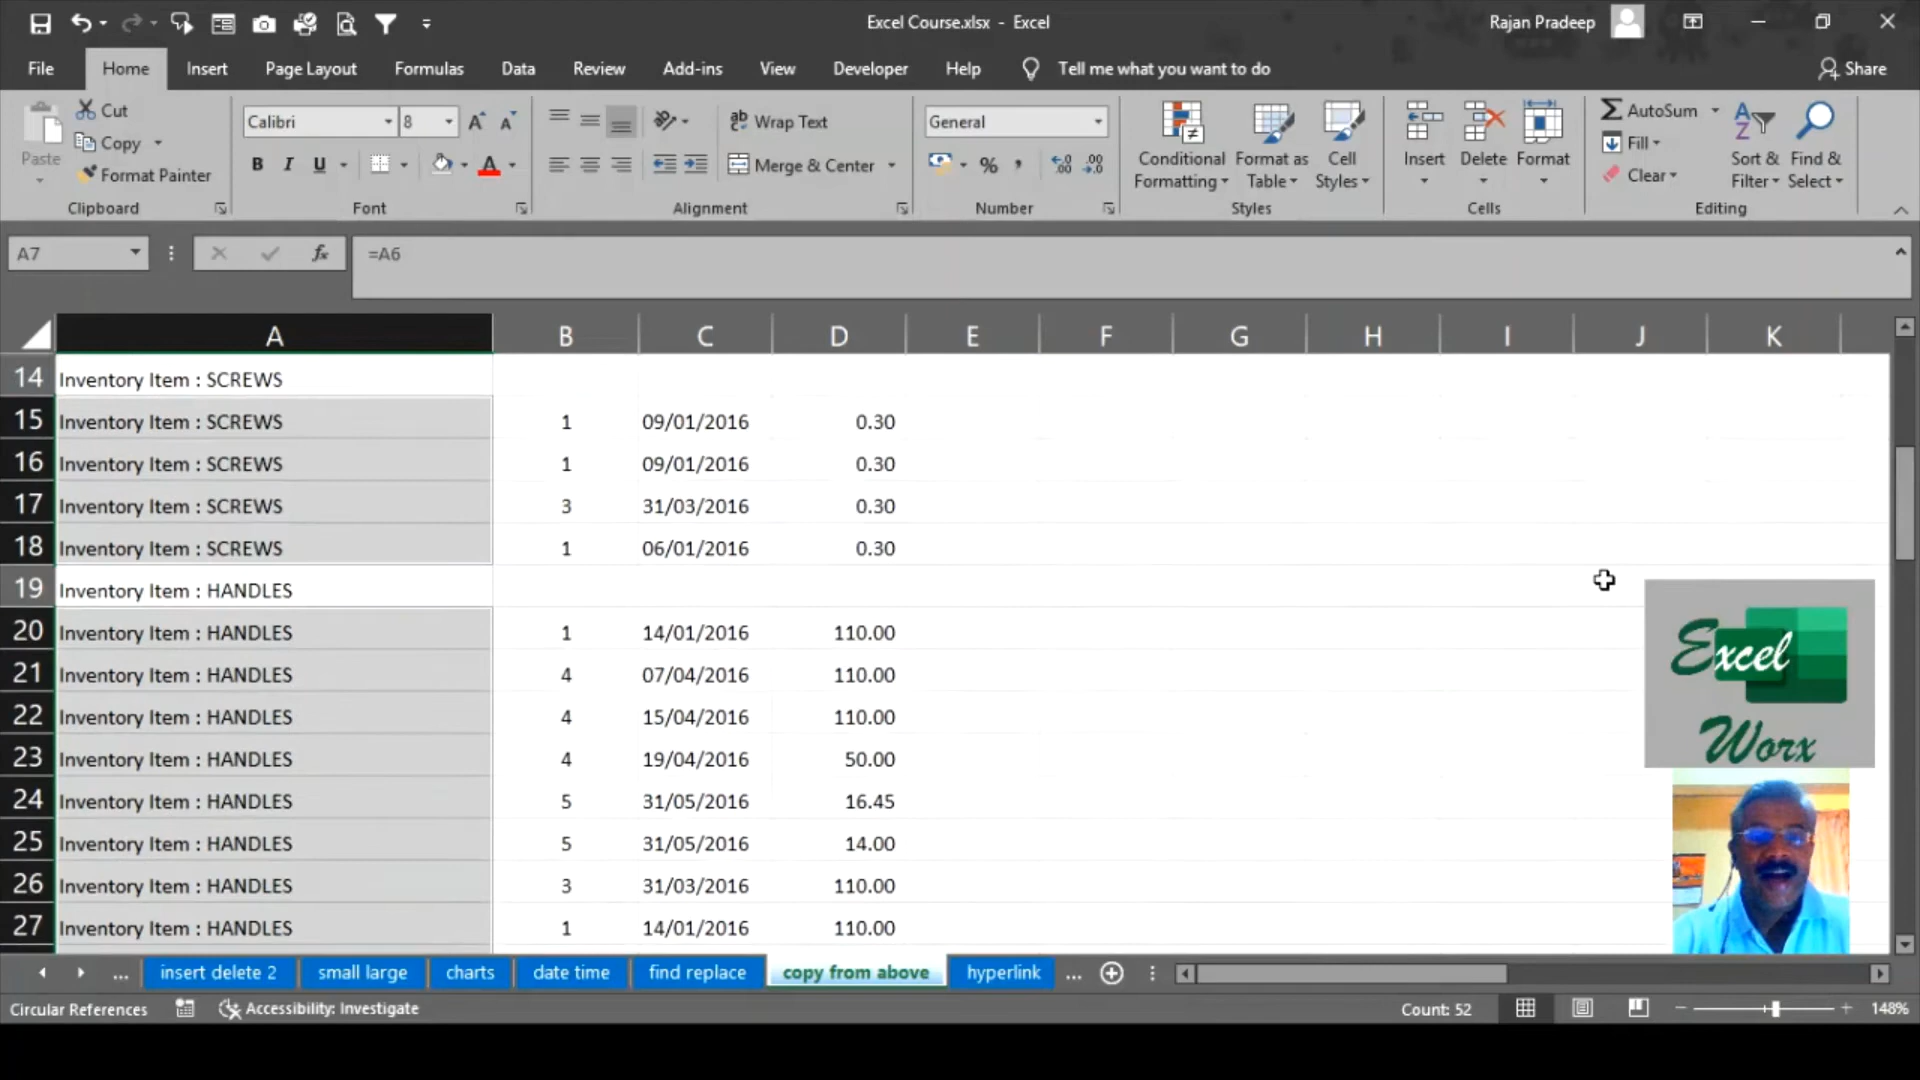 Excel Course.xlsx - Excel
Rajan Pradeep
File Home Insert Page Layout Formulas Data Review Add-ins View Developer Help Tell me what you want to do Share
Paste
Cut
Copy
Format Painter
Clipboard
Calibri 8
B I U
Font
Wrap Text
Merge & Center
Alignment
General
%
Number
Conditional Formatting
Format as Table
Cell Styles
Styles
Insert Delete Format
Cells
AutoSum
Fill
Clear
Sort & Filter
Find & Select
Editing
A7 fx =A6
A B C D E F G H I J K
14 Inventory Item : SCREWS
15 Inventory Item : SCREWS 1 09/01/2016 0.30
16 Inventory Item : SCREWS 1 09/01/2016 0.30
17 Inventory Item : SCREWS 3 31/03/2016 0.30
18 Inventory Item : SCREWS 1 06/01/2016 0.30
19 Inventory Item : HANDLES
20 Inventory Item : HANDLES 1 14/01/2016 110.00
21 Inventory Item : HANDLES 4 07/04/2016 110.00
22 Inventory Item : HANDLES 4 15/04/2016 110.00
23 Inventory Item : HANDLES 4 19/04/2016 50.00
24 Inventory Item : HANDLES 5 31/05/2016 16.45
25 Inventory Item : HANDLES 5 31/05/2016 14.00
26 Inventory Item : HANDLES 3 31/03/2016 110.00
27 Inventory Item : HANDLES 1 14/01/2016 110.00
Excel
Worx
... insert delete 2 small large charts date time find replace copy from above hyperlink ...
Circular References Accessibility: Investigate Count: 52 148%